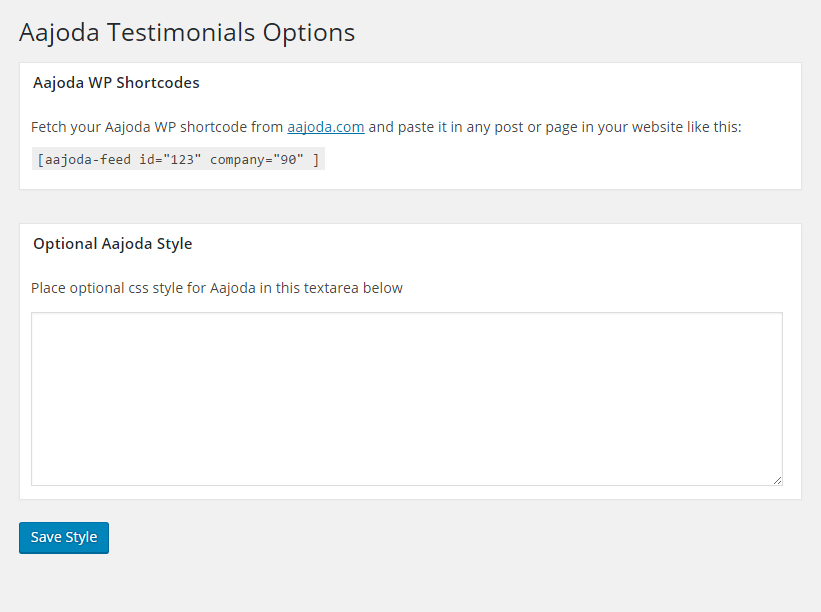 Aajoda Testimonials Options
Aajoda WP Shortcodes
Fetch your Aajoda WP shortcode from aajoda.com and paste it in any post or page in your website like this:
[aajoda-feed id="123" company="90" ]
Optional Aajoda Style
Place optional css style for Aajoda in this textarea below
Save Style